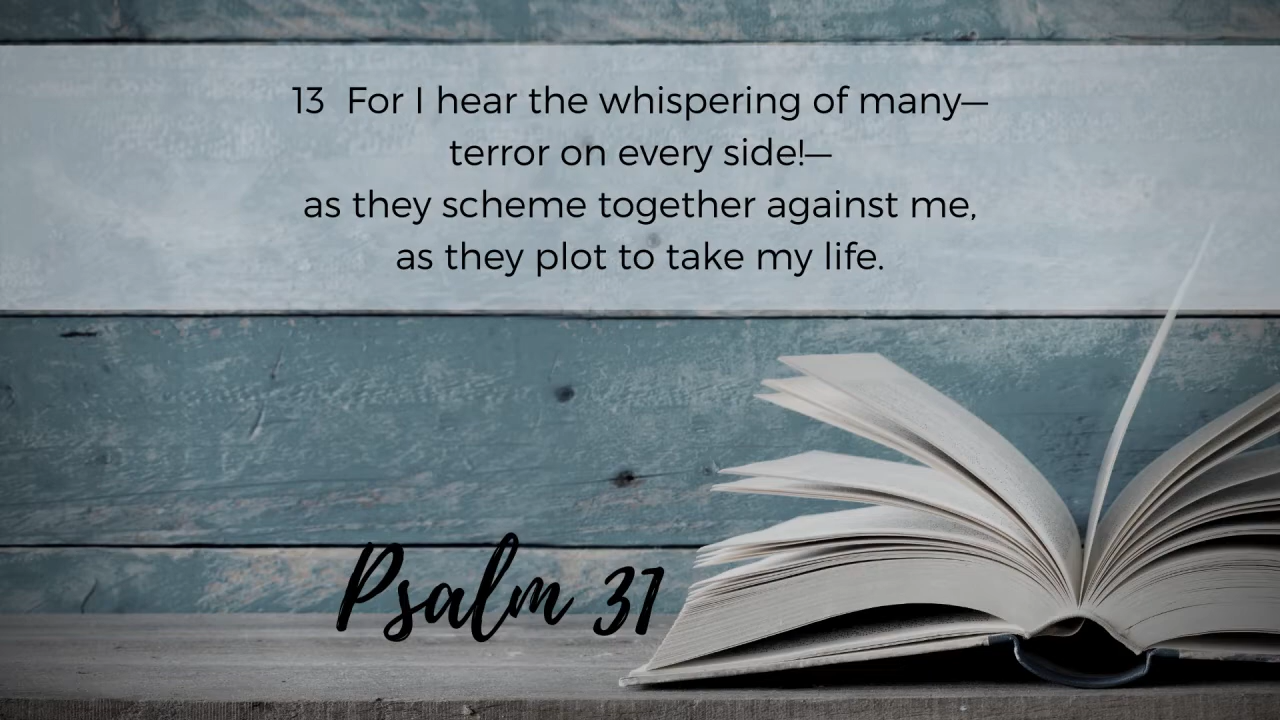 13  For I hear the whispering of many—
terror on every side!—
as they scheme together against me,
as they plot to take my life.
Psalm 31